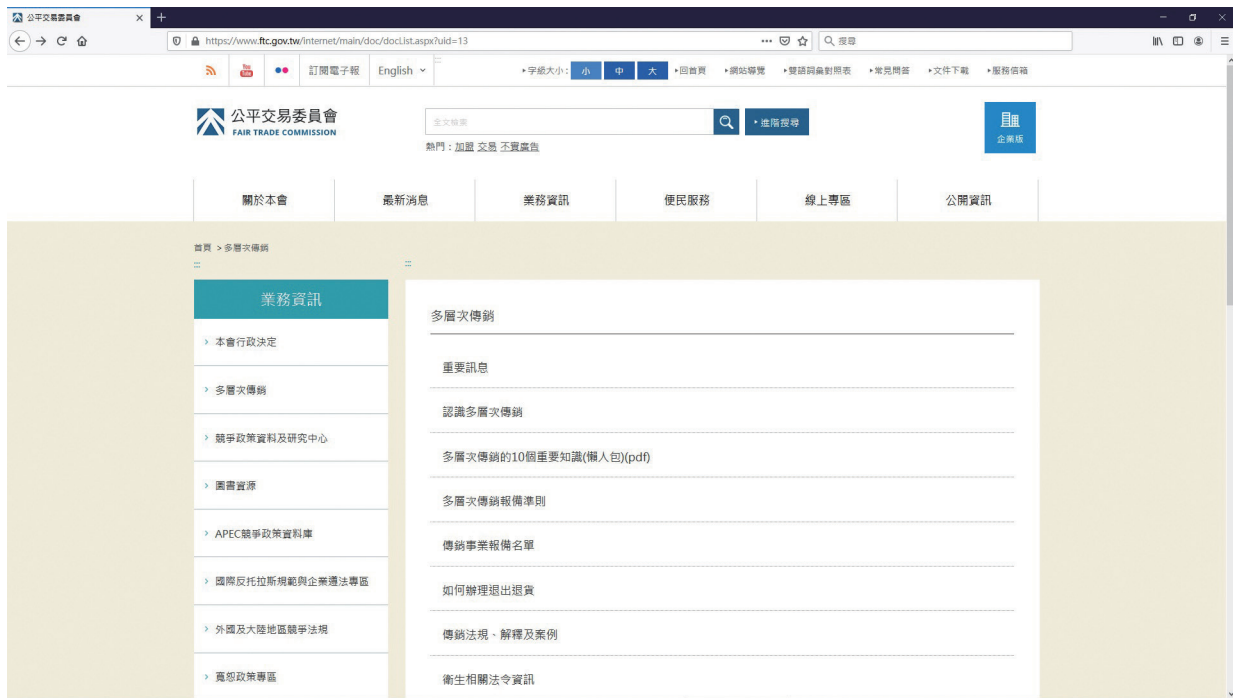 公平交易委員會
https://www.ftc.gov.tw/internet/main/doc/docList.aspx?uid=13
搜尋
You Tube
訂閱電子報 English
字級大小: 小 中 大 回首頁 網站導覽 雙語詞彙對照表 常見問答 文件下載 服務信箱
公平交易委員會
FAIR TRADE COMMISSION
全文檢索
進階搜尋
熱門：加盟 交易 不實廣告
企業版
關於本會 最新消息 業務資訊 便民服務 線上專區 公開資訊
首頁 >多層次傳銷
業務資訊
本會行政決定
多層次傳銷
競爭政策資料及研究中心
圖書資源
APEC競爭政策資料庫
國際反托拉斯規範與企業遵法專區
外國及大陸地區競爭法規
寬恕政策專區
多層次傳銷
重要訊息
認識多層次傳銷
多層次傳銷的10個重要知識(懶人包)(pdf)
多層次傳銷報備準則
傳銷事業報備名單
如何辦理退出退貨
傳銷法規、解釋及案例
衛生相關法令資訊